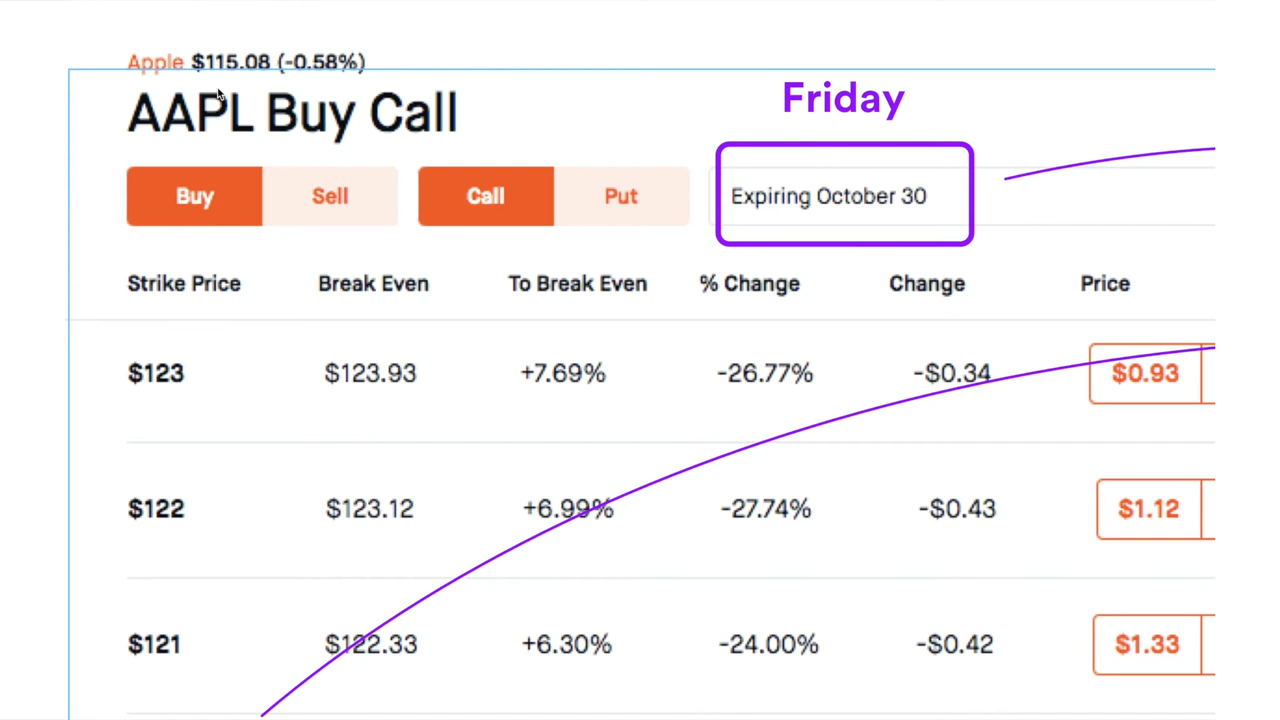 Apple $115.08 (-0.58%)
AAPL Buy Call
Friday
Buy Sell Call Put Expiring October 30
Strike Price Break Even To Break Even % Change Change Price
$123 $123.93 +7.69% -26.77% -$0.34 $0.93
$122 $123.12 +6.99% -27.74% -$0.43 $1.12
$121 $122.33 +6.30% -24.00% -$0.42 $1.33